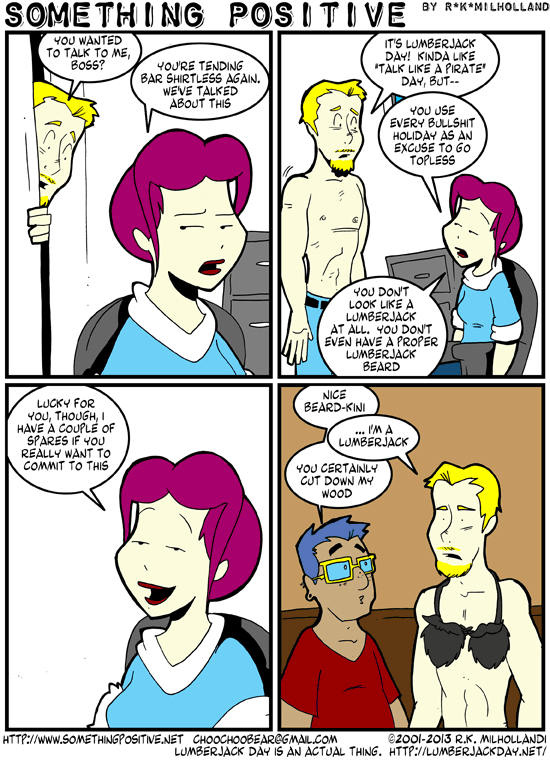 SOMETHING POSITIVE BY R*K*MILHOLLAND
YOU WANTED
TO TALK TO ME,
BOSS?
YOU'RE TENDING
BAR SHIRTLESS AGAIN.
WE'VE TALKED
ABOUT THIS
IT'S LUMBERJACK
DAY! KINDA LIKE
"TALK LIKE A PIRATE"
DAY, BUT--
YOU USE
EVERY BULLSHIT
HOLIDAY AS AN
EXCUSE TO GO
TOPLESS
YOU DON'T
LOOK LIKE A
LUMBERJACK
AT ALL. YOU DON'T
EVEN HAVE A PROPER
LUMBERJACK
BEARD
LUCKY FOR
YOU, THOUGH, I
HAVE A COUPLE OF
SPARES IF YOU
REALLY WANT TO
COMMIT TO THIS
NICE
BEARD-KINI
... I'M A
LUMBERJACK
YOU CERTAINLY
CUT DOWN MY
WOOD
HTTP://WWW.SOMETHINGPOSITIVE.NET CHOOCHOOBEAR@GMAIL.COM ©2001-2013 R.K. MILHOLLAND!
LUMBERJACK DAY IS AN ACTUAL THING. HTTP://LUMBERJACKDAY.NET/